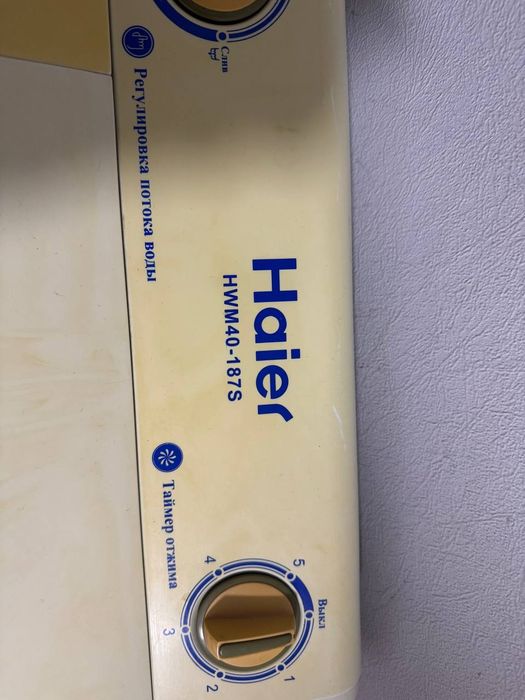 Слив
Регулировка потока воды
Haier
HWM40-187S
Таймер отжима
Выкл
5
4
3
2
1